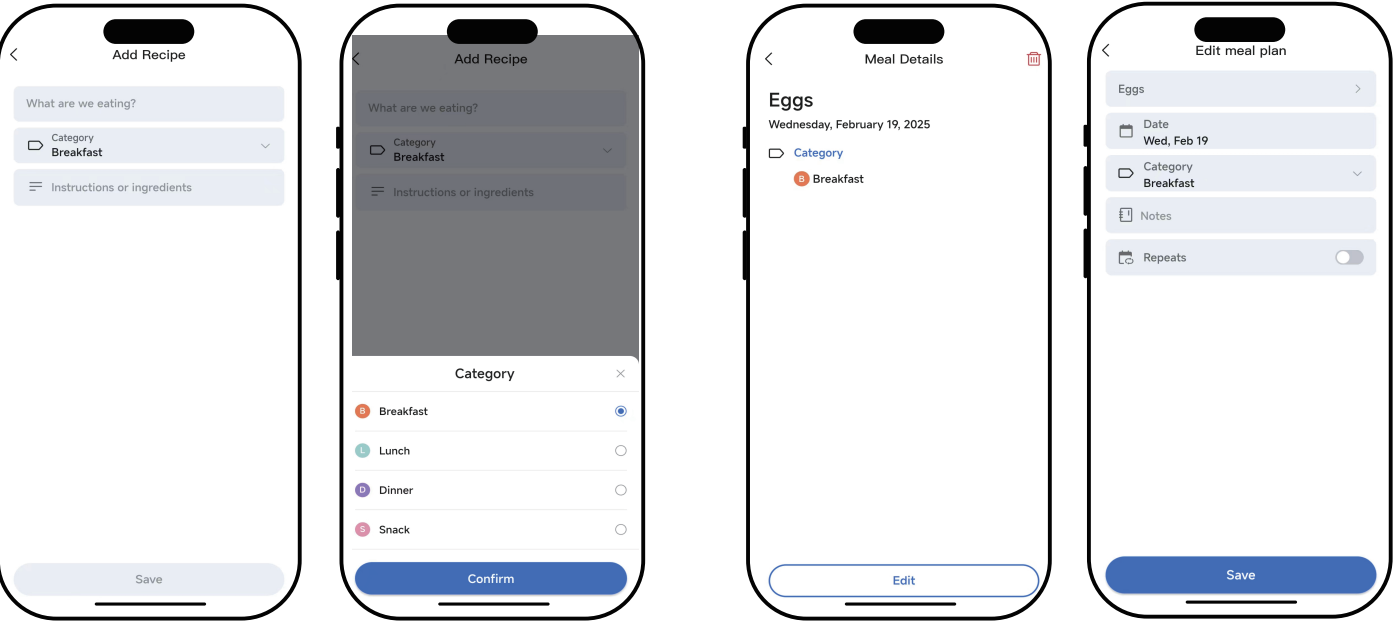 Add Recipe
What are we eating?
Category
Breakfast
Instructions or ingredients
Save
Add Recipe
What are we eating?
Category
Breakfast
Instructions or ingredients
Category
B Breakfast
L Lunch
D Dinner
S Snack
Confirm
Meal Details
Eggs
Wednesday, February 19, 2025
Category
B Breakfast
Edit
Edit meal plan
Eggs
Date
Wed, Feb 19
Category
Breakfast
Notes
Repeats
Save